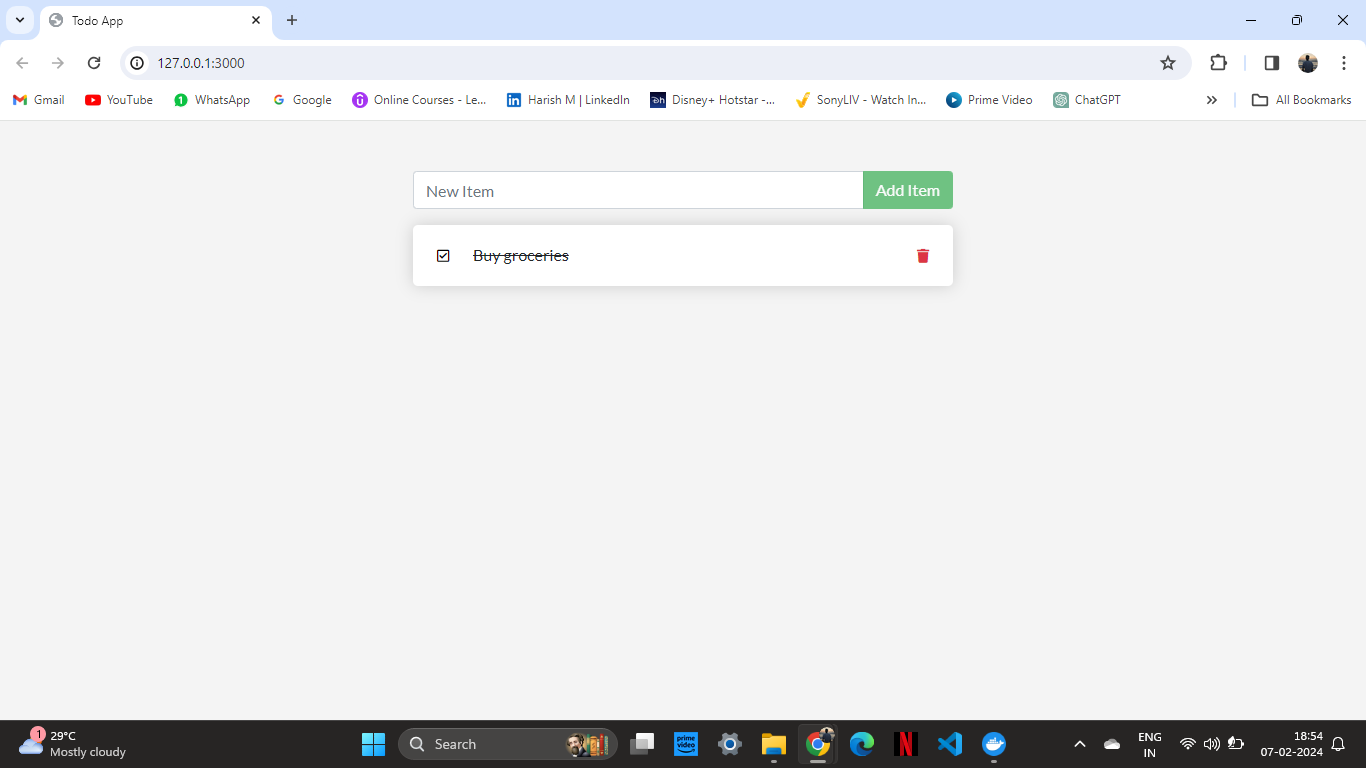 Todo App
127.0.0.1:3000
Gmail YouTube 1 WhatsApp Google Online Courses - Le... Harish M | LinkedIn Disney+ Hotstar -... SonyLIV - Watch In... Prime Video ChatGPT All Bookmarks
New Item Add Item
Buy groceries
1 29°C
Mostly cloudy
Search
prime video
ENG
IN
18:54
07-02-2024